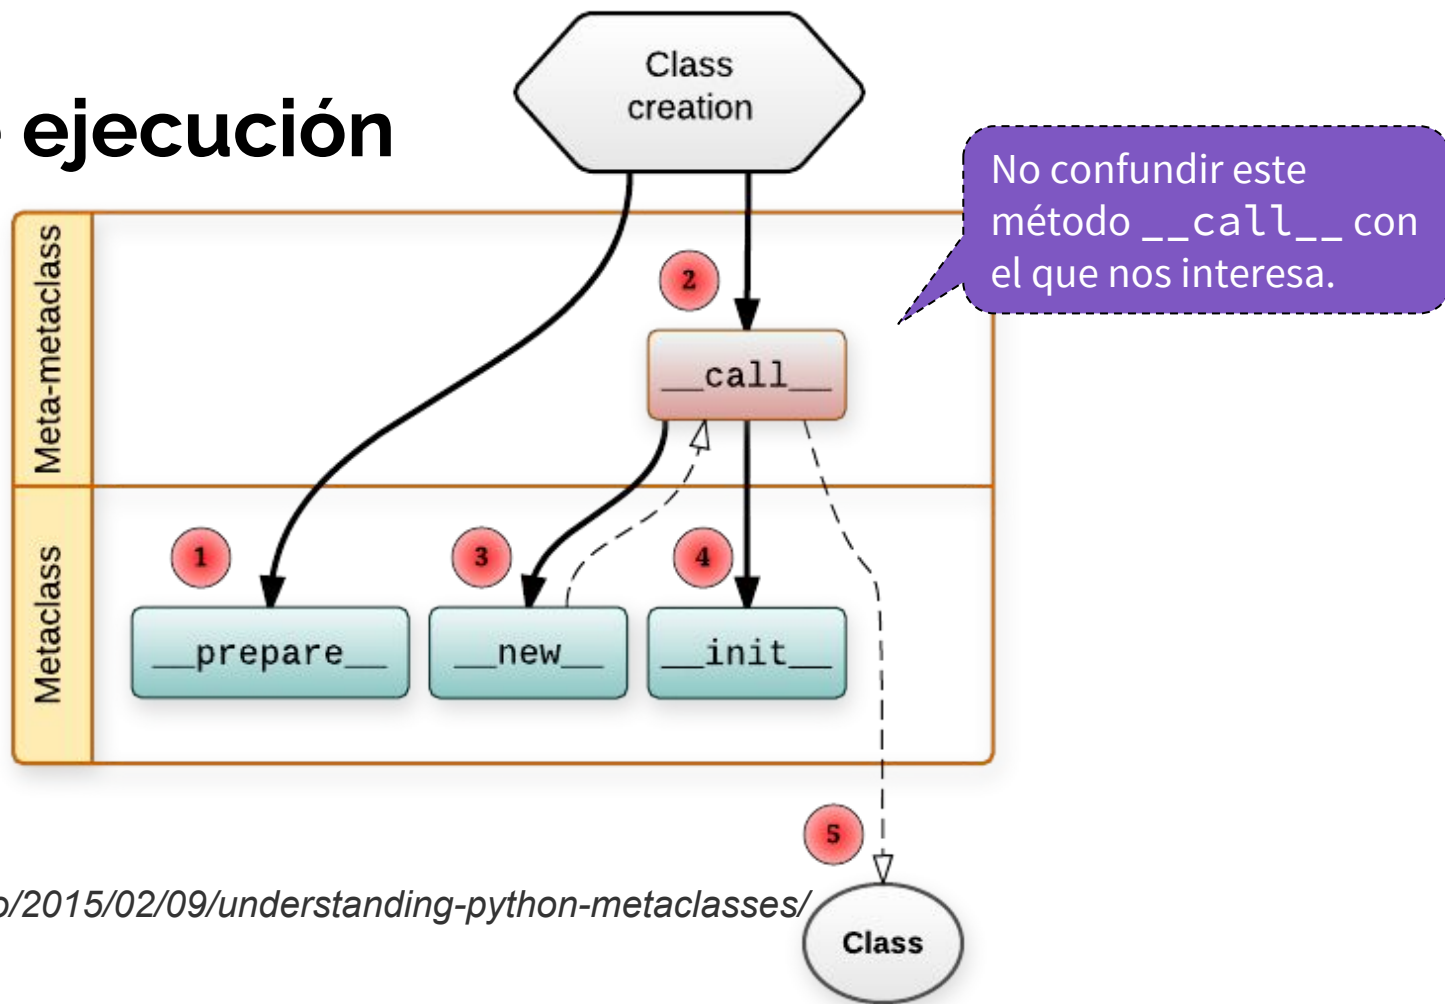 Class
creation
e ejecución
No confundir este
método __call__ con
el que nos interesa.
Meta-metaclass
2
__call__
Metaclass
1
3
4
__prepare__
__new__
__init__
5
o/2015/02/09/understanding-python-metaclasses/
Class